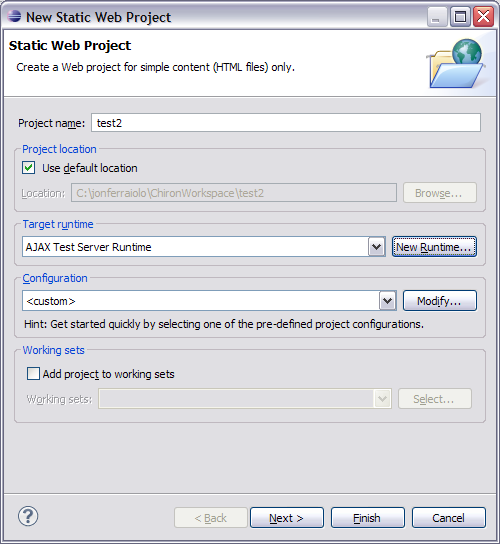 New Static Web Project
Static Web Project
Create a Web project for simple content (HTML files) only.
Project name: test2
Project location
Use default location
Location: C:\jonferraiolo\ChironWorkspace\test2 Browse...
Target runtime
AJAX Test Server Runtime New Runtime...
Configuration
<custom> Modify...
Hint: Get started quickly by selecting one of the pre-defined project configurations.
Working sets
Add project to working sets
Working sets: Select...
? < Back Next > Finish Cancel